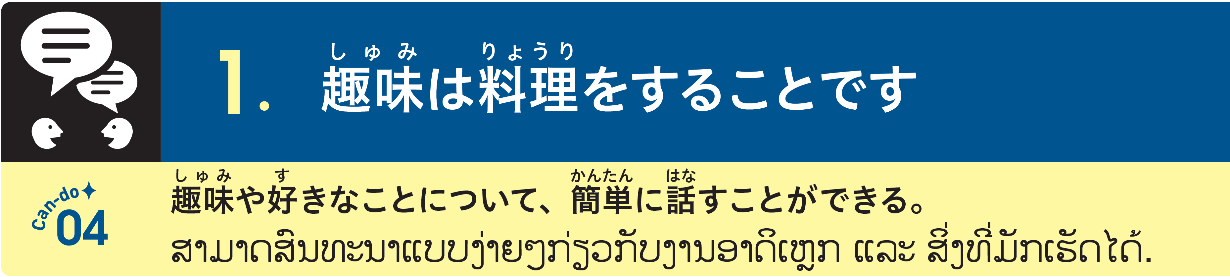 しゅみ りょうり
1. 趣味は料理をすることです
Can-do
04
しゅみ す かんたん はな
趣味や好きなことについて、簡単に話すことができる。
ສາມາດສົນທະນາແບບງ່າຍໆກ່ຽວກັບງານອາດິເຫຼກ ແລະ ສິ່ງທີ່ມັກເຮັດໄດ້.